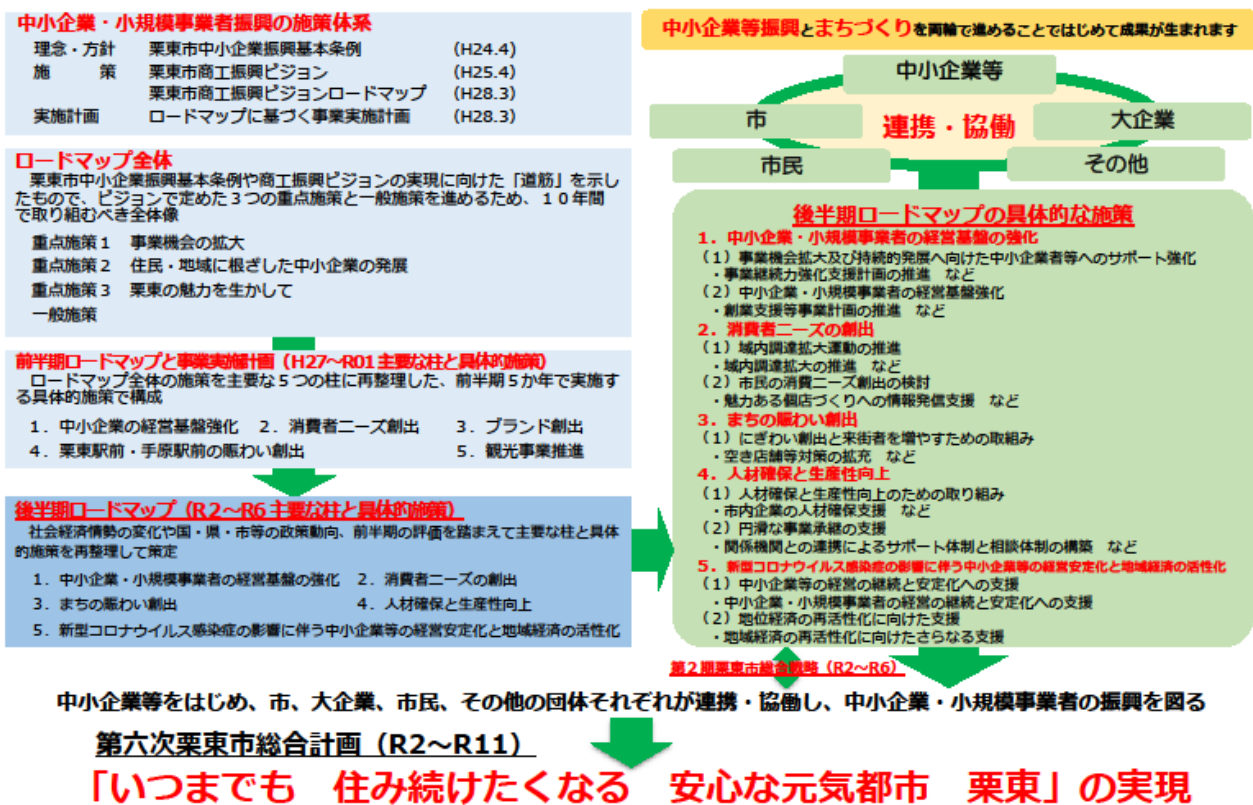 中小企業・小規模事業者振興の施策体系
理念・方針 栗東市中小企業振興基本条例 (H24.4)
施 策 栗東市商工振興ビジョン (H25.4)
栗東市商工振興ビジョンロードマップ (H28.3)
実施計画 ロードマップに基づく事業実施計画 (H28.3)
ロードマップ全体
栗東市中小企業振興基本条例や商工振興ビジョンの実現に向けた「道筋」を示し
たもので、ビジョンで定めた３つの重点施策と一般施策を進めるため、１０年間
で取り組むべき全体像
重点施策１ 事業機会の拡大
重点施策２ 住民・地域に根ざした中小企業の発展
重点施策３ 栗東の魅力を生かして
一般施策
前半期ロードマップと事業実施計画（H27～R01主要な柱と具体的施策）
ロードマップ全体の施策を主要な５つの柱に再整理した、前半期５か年で実施す
る具体的施策で構成
１．中小企業の経営基盤強化 ２．消費者ニーズ創出 ３．ブランド創出
４．栗東駅前・手原駅前の賑わい創出 ５．観光事業推進
後半期ロードマップ（R２～R6 主要な柱と具体的施策）
社会経済情勢の変化や国・県・市等の政策動向、前半期の評価を踏まえて主要な柱と具体
的施策を再整理して策定
１．中小企業・小規模事業者の経営基盤の強化 ２．消費者ニーズの創出
３．まちの賑わい創出 ４．人材確保と生産性向上
５．新型コロナウイルス感染症の影響に伴う中小企業等の経営安定化と地域経済の活性化
中小企業等振興とまちづくりを両輪で進めることではじめて成果が生まれます
中小企業等
市 連携・協働 大企業
市民 その他
後半期ロードマップの具体的な施策
１．中小企業・小規模事業者の経営基盤の強化
（１）事業機会拡大及び持続的発展へ向けた中小企業者等へのサポート強化
・事業継続力強化支援計画の推進 など
（２）中小企業・小規模事業者の経営基盤強化
・創業支援等事業計画の推進 など
２．消費者ニーズの創出
（１）域内調達拡大運動の推進
・域内調達拡大の推進 など
（２）市民の消費ニーズ創出の検討
・魅力ある個店づくりへの情報発信支援 など
３．まちの賑わい創出
（１）にぎわい創出と来街者を増やすための取組み
・空き店舗等対策の拡充 など
４．人材確保と生産性向上
（１）人材確保と生産性向上のための取り組み
・市内企業の人材確保支援 など
（２）円滑な事業承継の支援
・関係機関との連携によるサポート体制と相談体制の構築 など
５．新型コロナウイルス感染症の影響に伴う中小企業等の経営安定化と地域経済の活性化
（１）中小企業等の経営の継続と安定化への支援
・中小企業・小規模事業者の経営の継続と安定化への支援
（２）地位経済の再活性化に向けた支援
・地域経済の再活性化に向けたさらなる支援
第２期栗東市総合戦略（R2～R6）
中小企業等をはじめ、市、大企業、市民、その他の団体それぞれが連携・協働し、中小企業・小規模事業者の振興を図る
第六次栗東市総合計画（R2～R11）
「いつまでも 住み続けたくなる 安心な元気都市 栗東」の実現